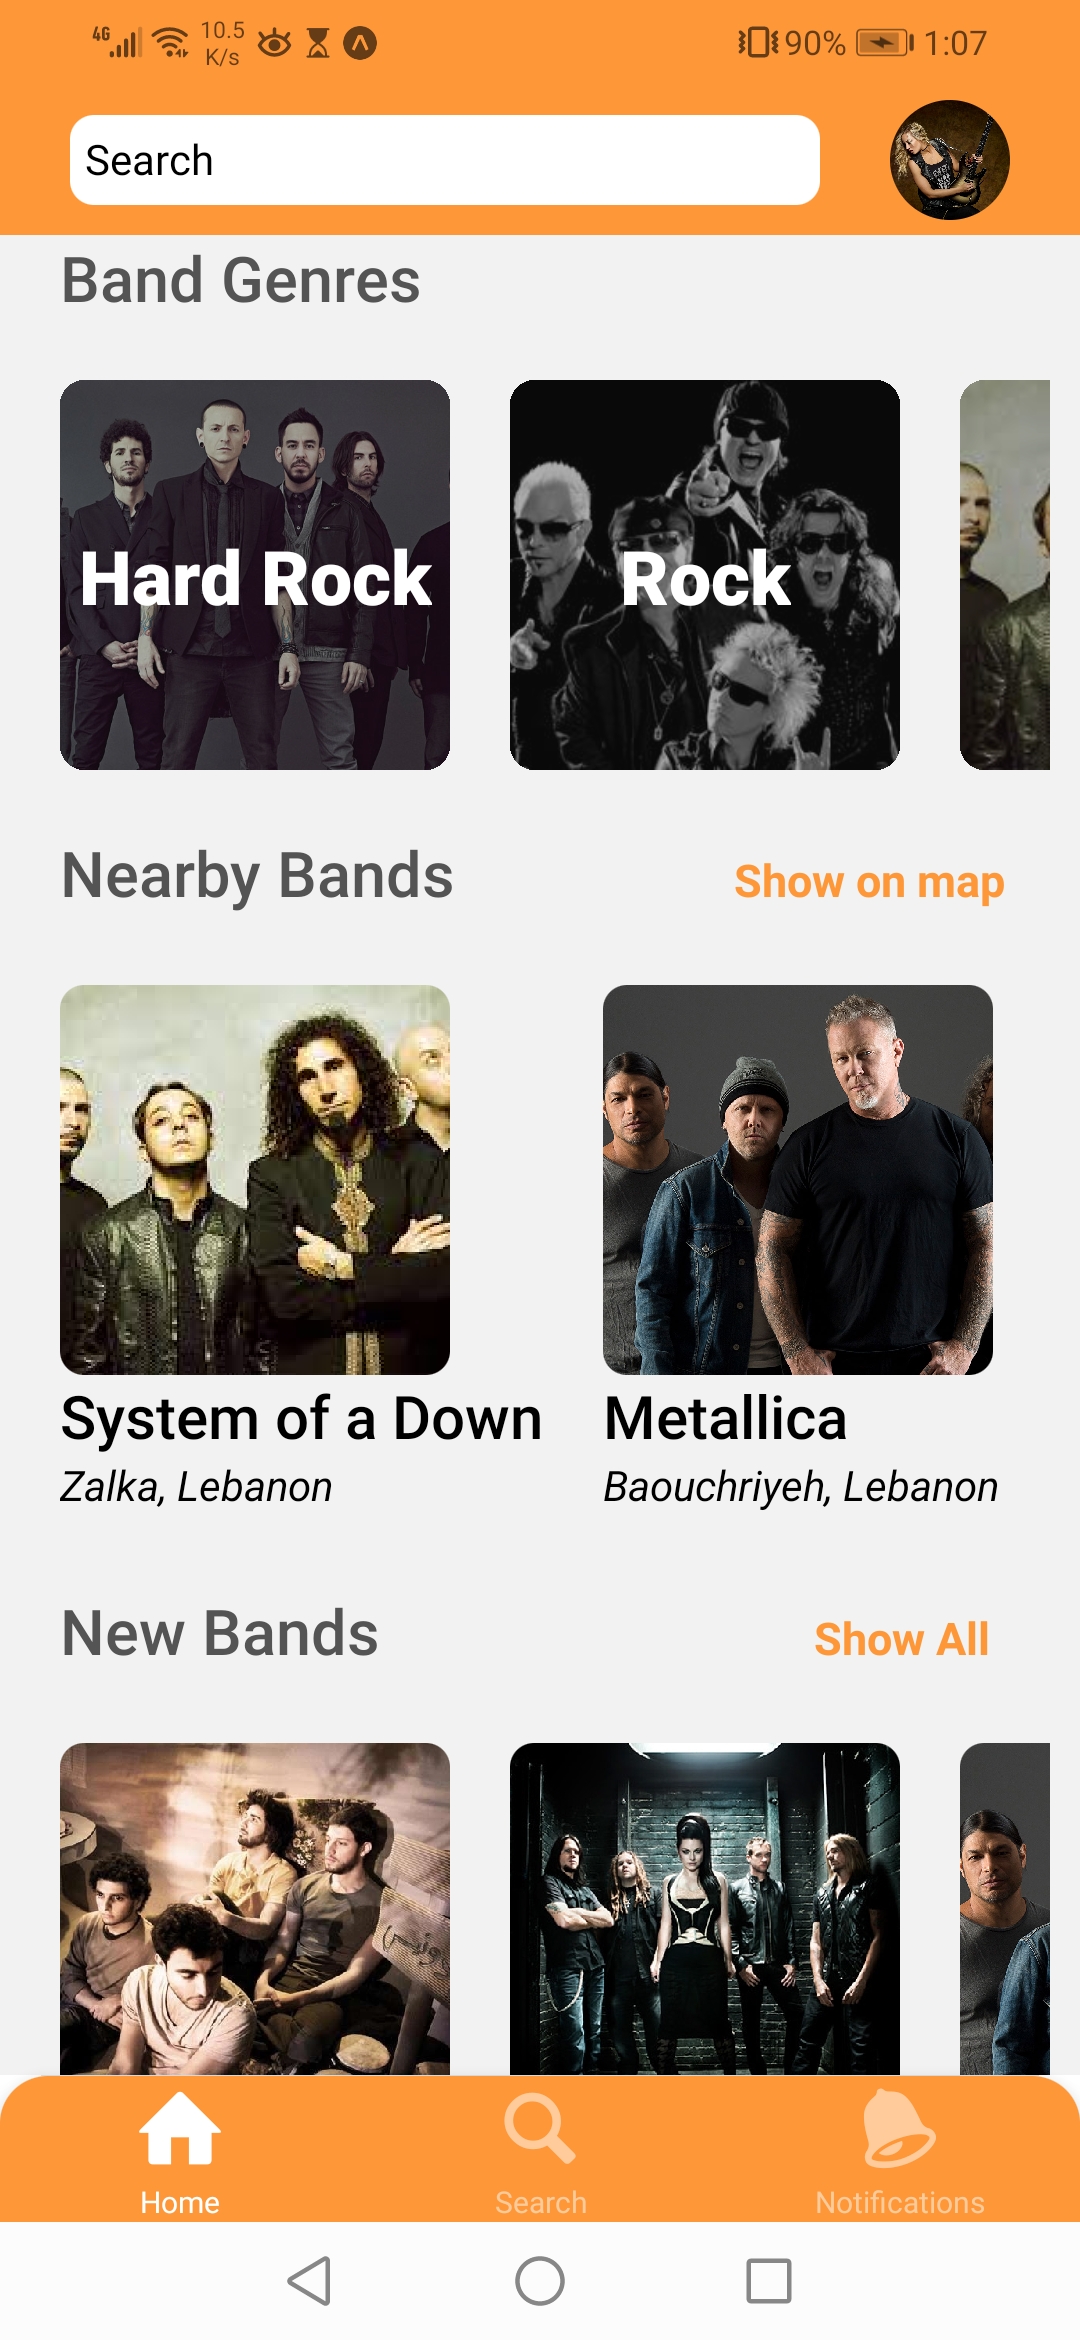 4G 10.5 K/s 90% 1:07
Search
Band Genres
Hard Rock Rock
Nearby Bands Show on map
System of a Down Metallica
Zalka, Lebanon Baouchriyeh, Lebanon
New Bands Show All
Home Search Notifications